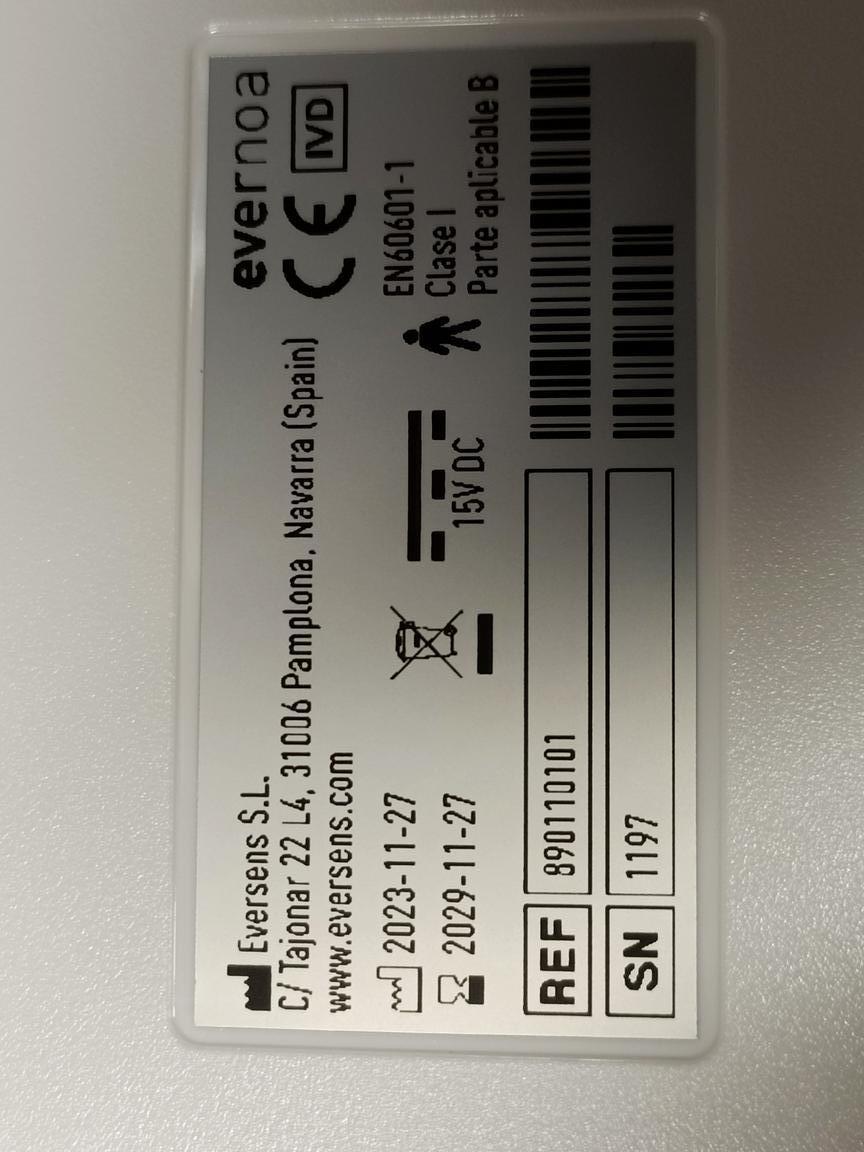 evernoa
Eversens S.L.
C/ Tajonar 22 L4, 31006 Pamplona, Navarra (Spain)
www.eversens.com
CE IVD
2023-11-27
2029-11-27
15V DC
EN60601-1
Clase I
Parte aplicable B
REF 890110101
SN 1197